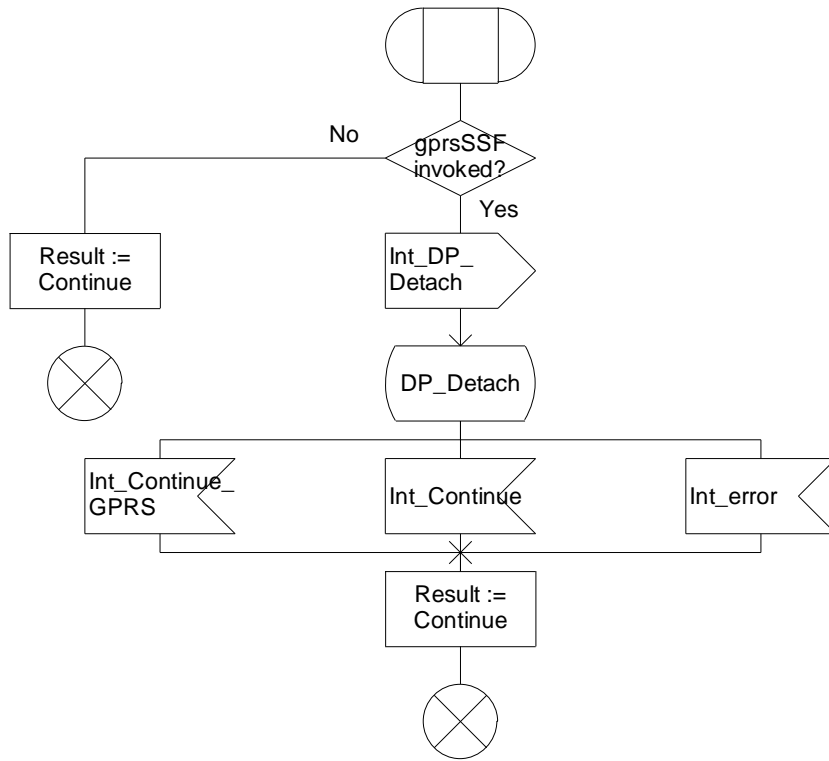 gprsSSF
invoked?
No
Yes
Result :=
Continue
Int_DP_
Detach
DP_Detach
Int_Continue_
GPRS
Int_Continue
Int_error
Result :=
Continue